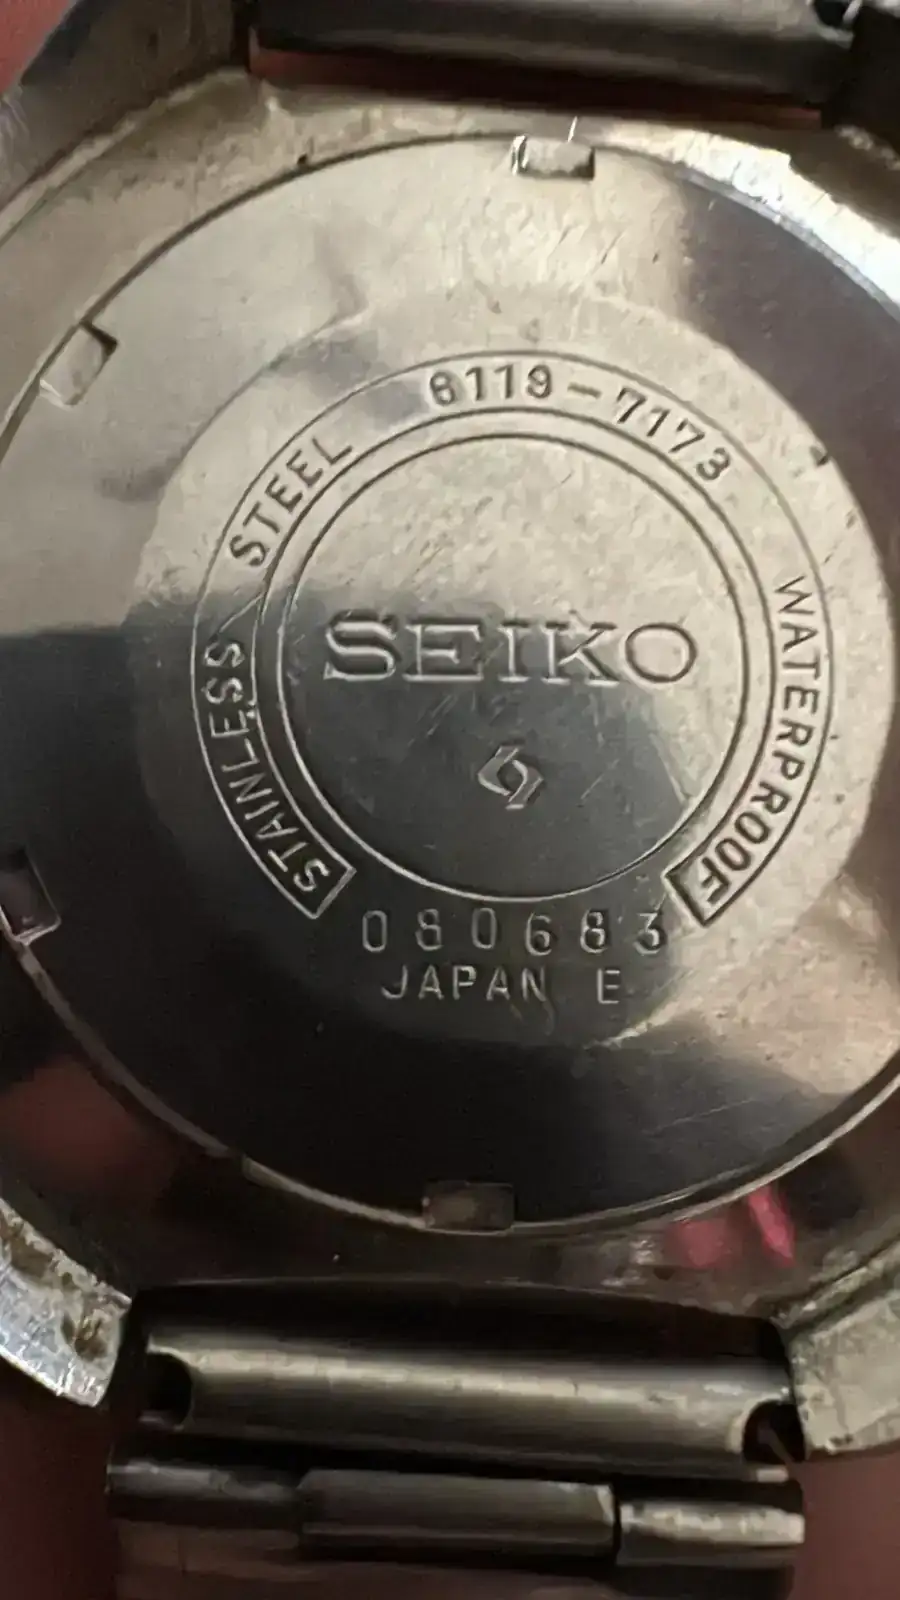 6119-7173
STAINLESS STEEL
WATERPROOF
SEIKO
080683
JAPAN E